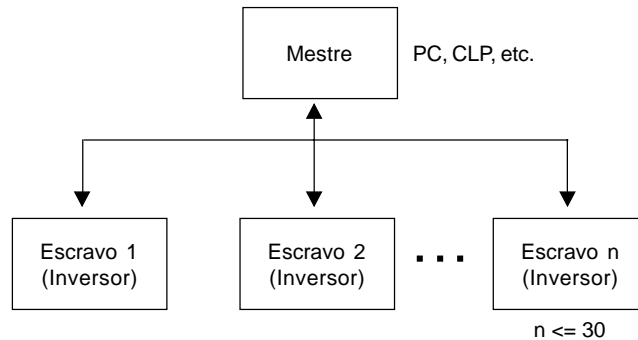 Mestre
PC, CLP, etc.
Escravo 1
(Inversor)
Escravo 2
(Inversor)
...
Escravo n
(Inversor)
n <= 30